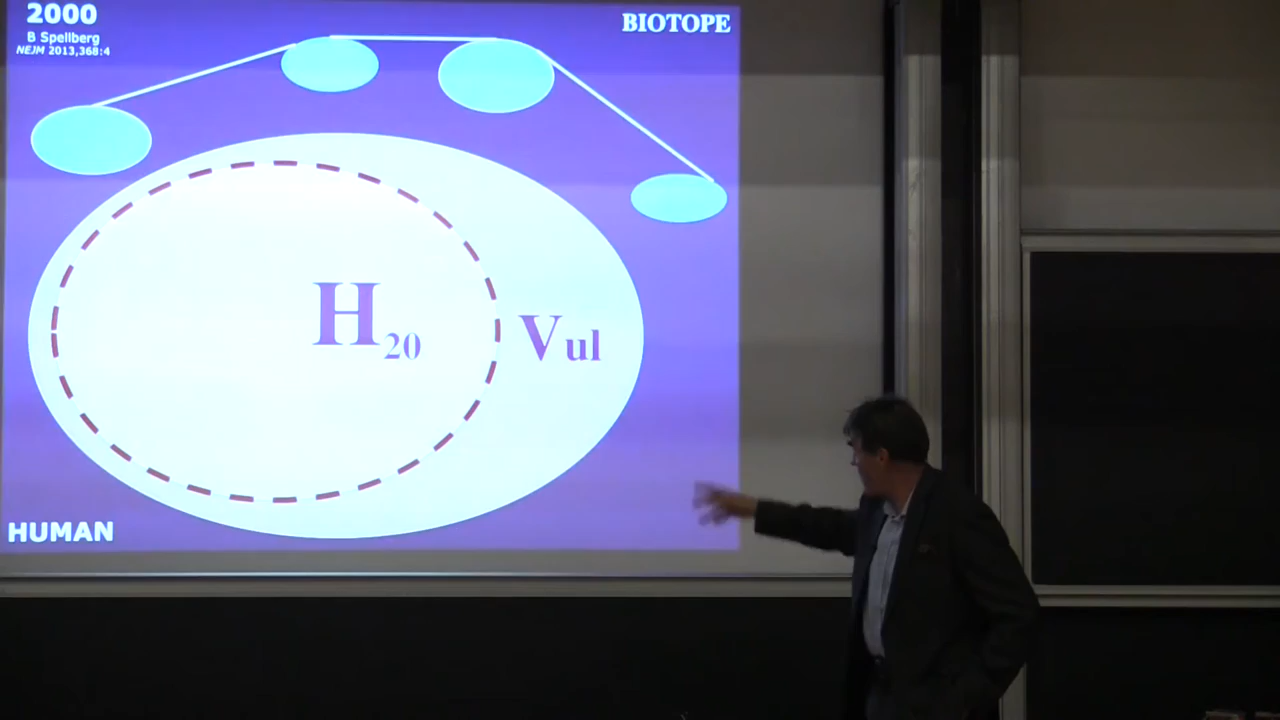 2000
B Spellberg
NEJM 2013,368:4
BIOTOPE
H20
Vul
HUMAN